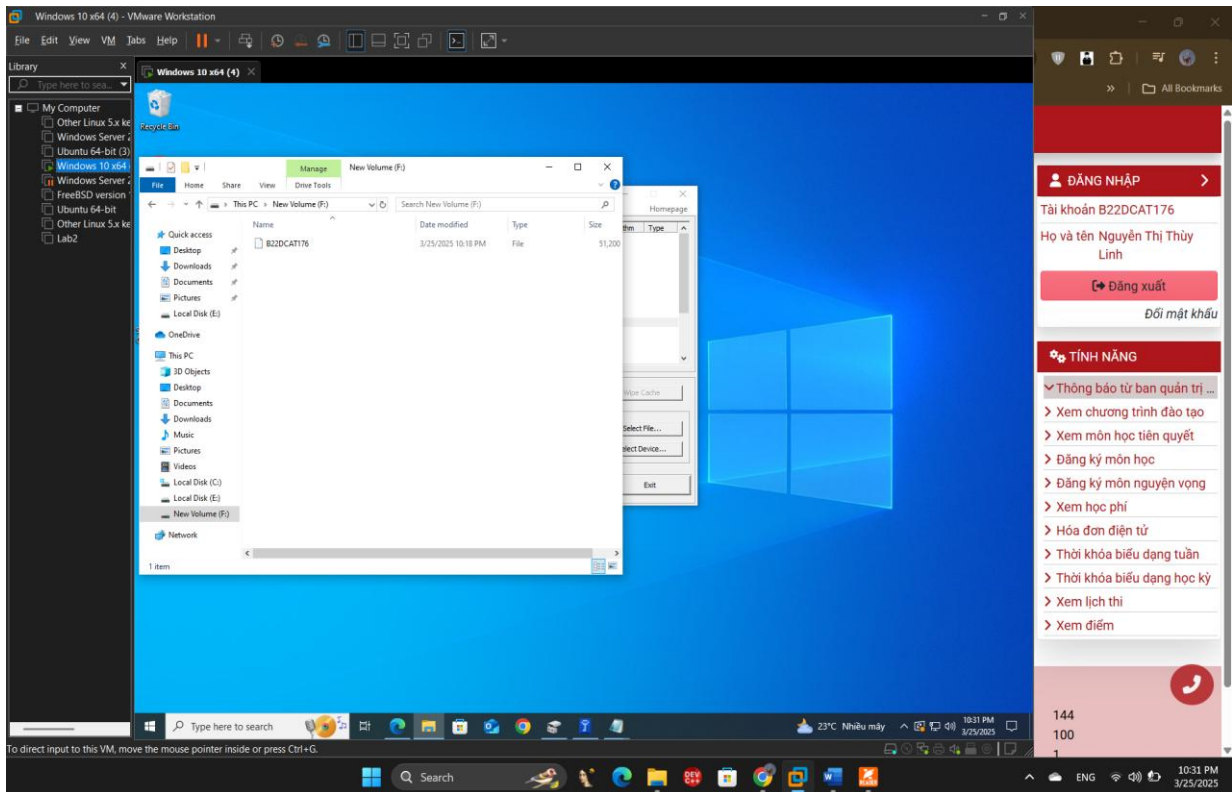 Windows 10 x64 (4) - VMware Workstation
File Edit View VM Tabs Help
Library X
Type here to sea...
My Computer
Other Linux 5.x ke
Windows Server 2
Ubuntu 64-bit (3)
Windows 10 x64
Windows Server 2
FreeBSD version
Ubuntu 64-bit
Other Linux 5.x ke
Lab2
Windows 10 x64 (4)
Recycle Bin
Manage New Volume (F:)
File Home Share View Drive Tools
This PC > New Volume (F:)
Search New Volume (F:)
Name Date modified Type Size
B22DCAT176 3/25/2025 10:18 PM File 51,200
Quick access
Desktop
Downloads
Documents
Pictures
Local Disk (E:)
OneDrive
This PC
3D Objects
Desktop
Documents
Downloads
Music
Pictures
Videos
Local Disk (C:)
Local Disk (E:)
New Volume (F:)
Network
1 item
Homepage
thm Type
Wipe Cache
Select File...
elect Device...
Exit
Type here to search
23°C Nhiều mây
10:31 PM
3/25/2025
To direct input to this VM, move the mouse pointer inside or press Ctrl+G.
All Bookmarks
ĐĂNG NHẬP
Tài khoản B22DCAT176
Họ và tên Nguyễn Thị Thùy
Linh
Đăng xuất
Đổi mật khẩu
TÍNH NĂNG
Thông báo từ ban quản trị ...
Xem chương trình đào tạo
Xem môn học tiên quyết
Đăng ký môn học
Đăng ký môn nguyện vọng
Xem học phí
Hóa đơn điện tử
Thời khóa biểu dạng tuần
Thời khóa biểu dạng học kỳ
Xem lịch thi
Xem điểm
144
100
1
Search
DEV
C++
ENG
10:31 PM
3/25/2025